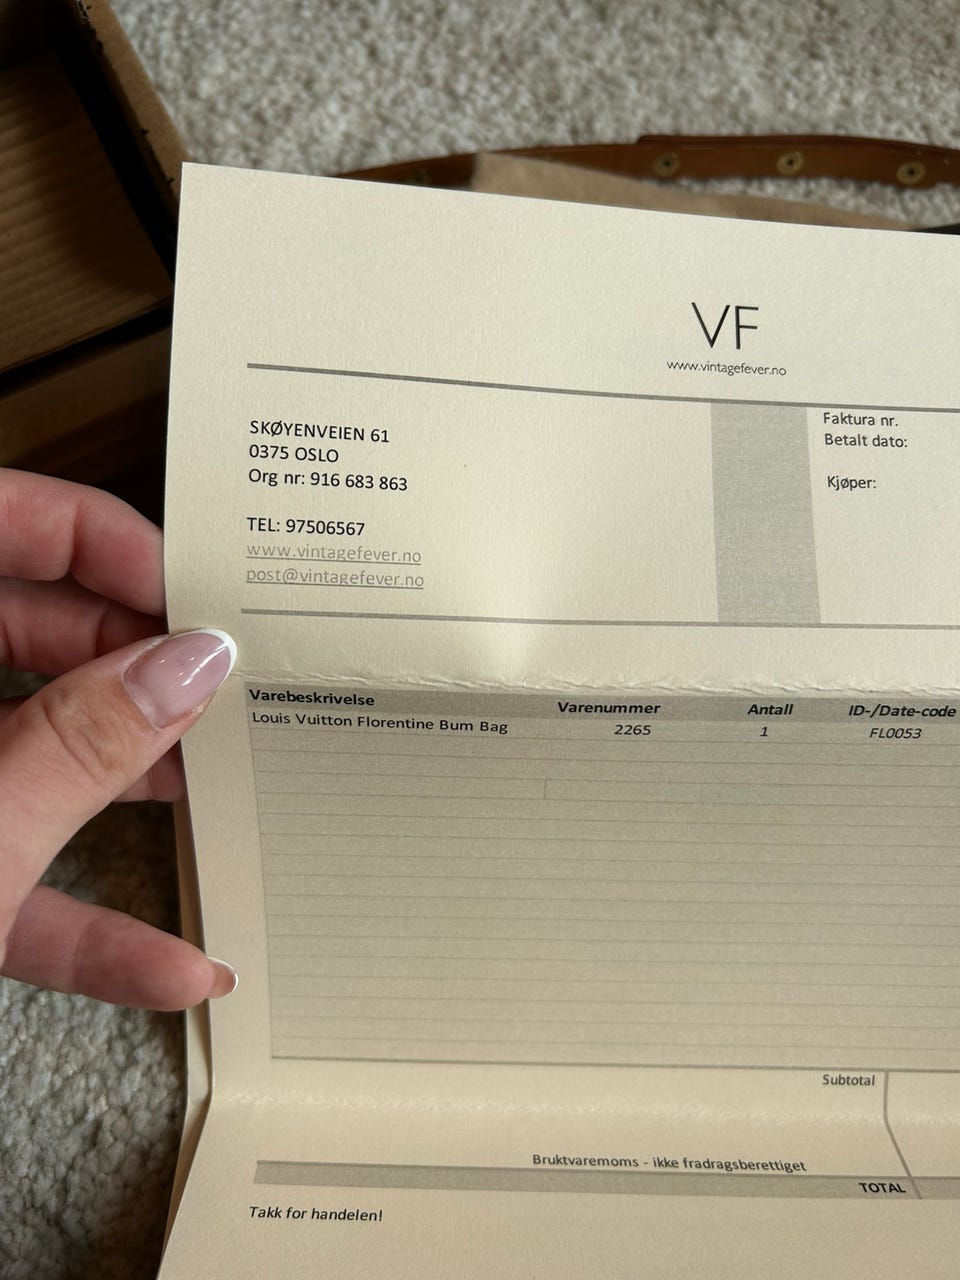 VF
www.vintagefever.no
SKØYENVEIEN 61
0375 OSLO
Org nr: 916 683 863
TEL: 97506567
www.vintagefever.no
post@vintagefever.no
Faktura nr.
Betalt dato:
Kjøper:
Varebeskrivelse Varenummer Antall ID-/Date-code
Louis Vuitton Florentine Bum Bag 2265 1 FL0053
Subtotal
Bruktvaremoms - ikke fradragsberettiget
TOTAL
Takk for handelen!